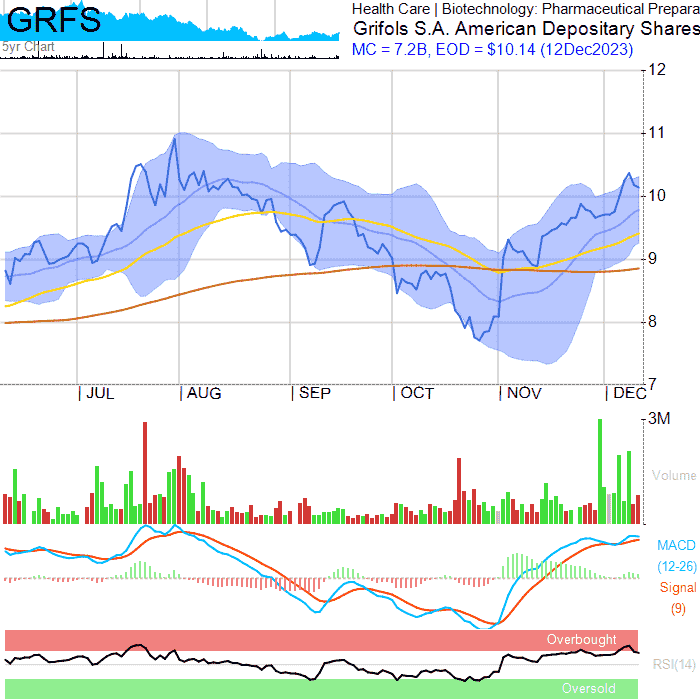 GRFS
5yr Chart
Health Care | Biotechnology: Pharmaceutical Prepara
Grifols S.A. American Depositary Shares
MC = 7.2B, EOD = $10.14 (12Dec2023)
12
11
10
9
8
7
| JUL | AUG | SEP | OCT | NOV | DEC
3M
Volume
MACD
(12-26)
Signal
(9)
Overbought
RSI(14)
Oversold